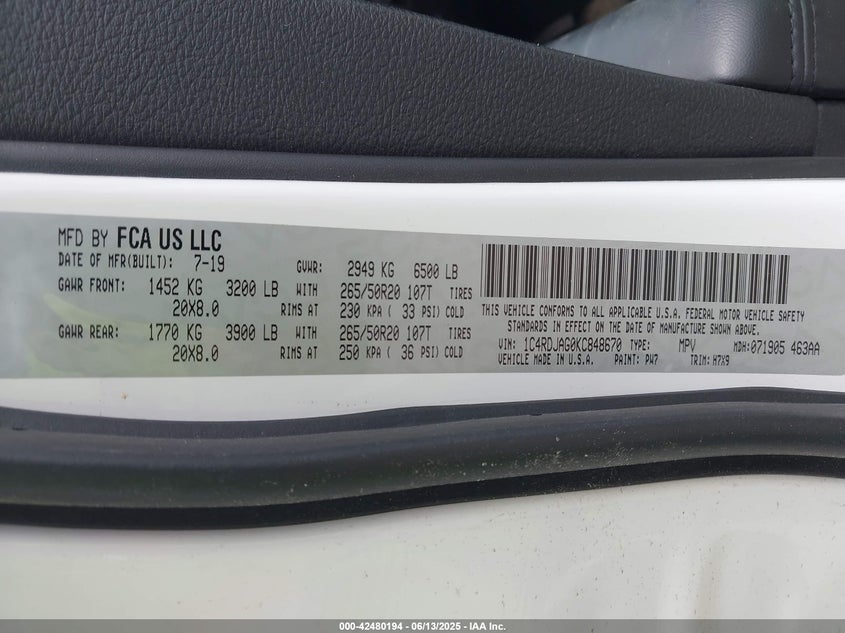 MFD BY FCA US LLC
DATE OF MFR(BUILT): 7-19 GVWR: 2949 KG 6500 LB
GAWR FRONT: 1452 KG 3200 LB WITH 265/50R20 107T TIRES
20X8.0 RIMS AT 230 KPA ( 33 PSI) COLD
GAWR REAR: 1770 KG 3900 LB WITH 265/50R20 107T TIRES
20X8.0 RIMS AT 250 KPA ( 36 PSI) COLD
THIS VEHICLE CONFORMS TO ALL APPLICABLE U.S.A. FEDERAL MOTOR VEHICLE SAFETY
STANDARDS IN EFFECT ON THE DATE OF MANUFACTURE SHOWN ABOVE.
VIN: 1C4RDJAG0KC848670 TYPE: MPV MDH:071905 463AA
VEHICLE MADE IN U.S.A. PAINT: PW7 TRIM: H7X9
000-42480194 - 06/13/2025 - IAA Inc.